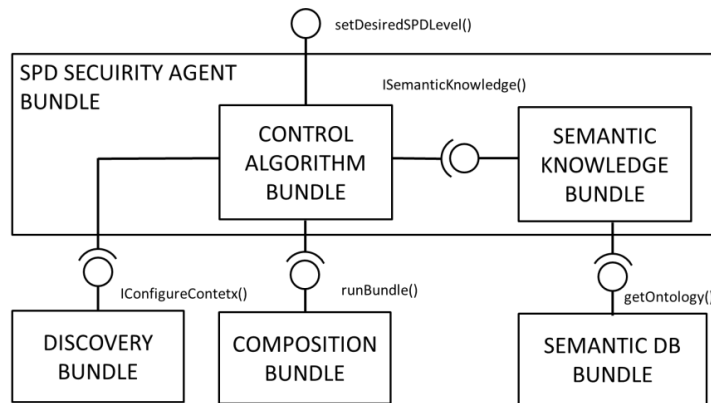 setDesiredSPDLevel()
SPD SECUIRITY AGENT
BUNDLE
ISemanticKnowledge()
CONTROL
ALGORITHM
BUNDLE
SEMANTIC
KNOWLEDGE
BUNDLE
IConfigureContetx()
runBundle()
getOntology()
DISCOVERY
BUNDLE
COMPOSITION
BUNDLE
SEMANTIC DB
BUNDLE